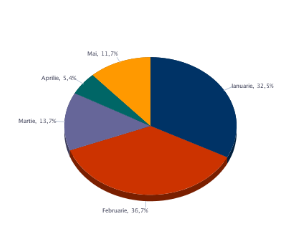 Mai, 11,7%
Aprilie, 5,4%
Ianuarie, 32,5%
Martie, 13,7%
Februarie, 36,7%